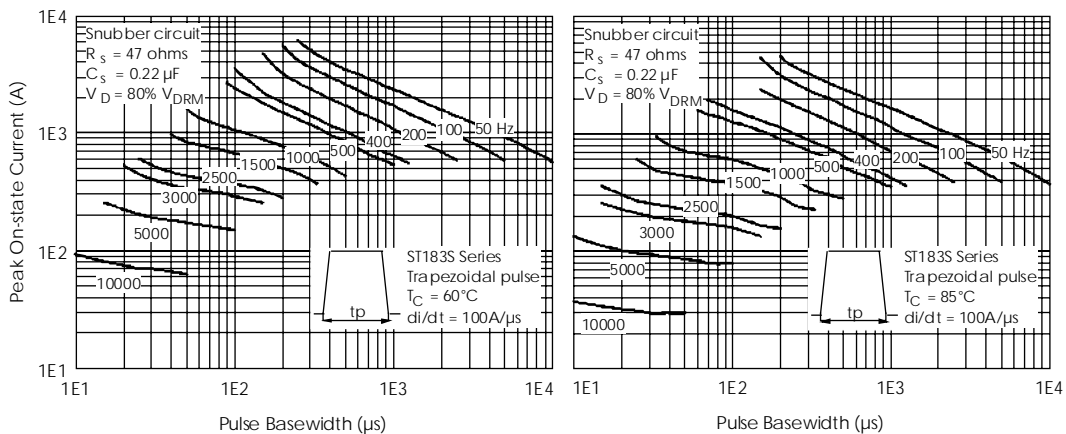 1E4
Snubber circuit
R s = 47 ohms
C s = 0.22 µF
V D = 80% V DRM
1E3
1E2
1E1
Peak On-state Current (A)
50 Hz
100
200
400
500
1000
1500
2500
3000
5000
10000
ST183S Series
Trapezoidal pulse
T C = 60°C
di/dt = 100A/µs
tp
1E1
1E2
1E3
1E4
Pulse Basewidth (µs)
Snubber circuit
R s = 47 ohms
C s = 0.22 µF
V D = 80% V DRM
50 Hz
100
200
400
500
1000
1500
2500
3000
5000
10000
ST183S Series
Trapezoidal pulse
T C = 85°C
di/dt = 100A/µs
tp
1E1
1E2
1E3
1E4
Pulse Basewidth (µs)